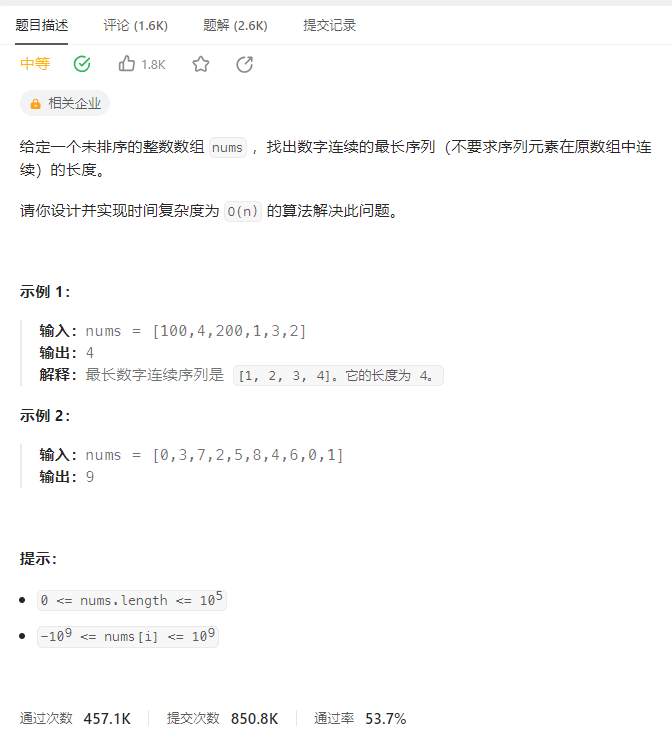 题目描述 评论 (1.6K) 题解 (2.6K) 提交记录
中等 1.8K
相关企业
给定一个未排序的整数数组 nums ，找出数字连续的最长序列（不要求序列元素在原数组中连
续）的长度。
请你设计并实现时间复杂度为 O(n) 的算法解决此问题。
示例 1：
输入：nums = [100,4,200,1,3,2]
输出：4
解释：最长数字连续序列是 [1, 2, 3, 4]。它的长度为 4。
示例 2：
输入：nums = [0,3,7,2,5,8,4,6,0,1]
输出：9
提示：
• 0 <= nums.length <= 10⁵
• -10⁹ <= nums[i] <= 10⁹
通过次数 457.1K 提交次数 850.8K 通过率 53.7%